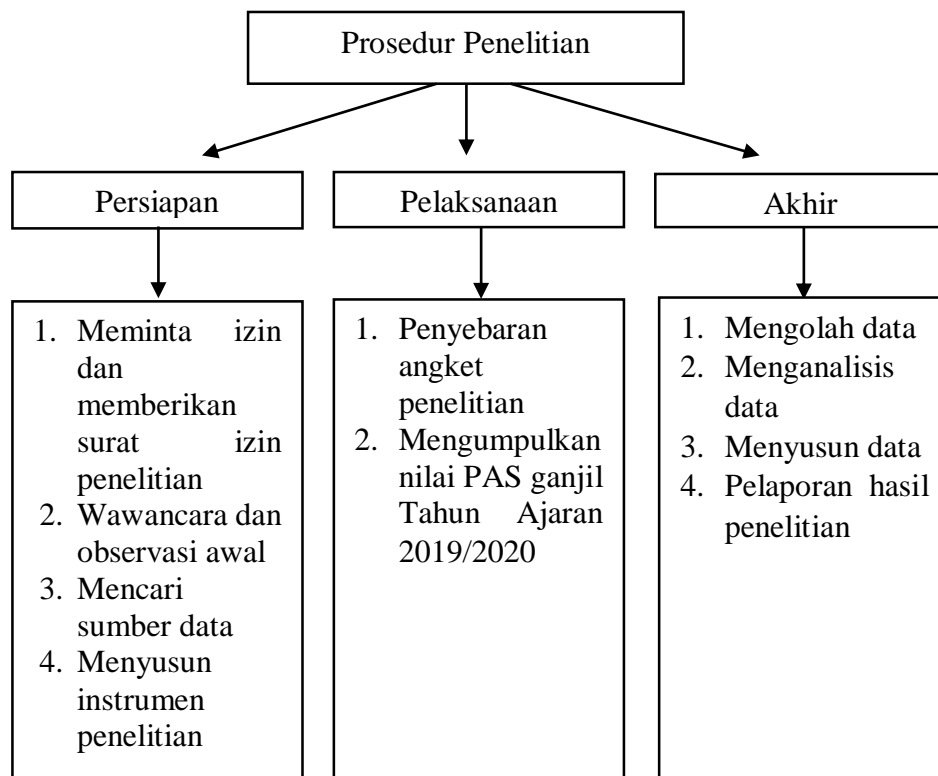 Prosedur Penelitian
Persiapan
Pelaksanaan
Akhir
1. Meminta izin
dan
memberikan
surat izin
penelitian
2. Wawancara dan
observasi awal
3. Mencari
sumber data
4. Menyusun
instrumen
penelitian
1. Penyebaran
angket
penelitian
2. Mengumpulkan
nilai PAS ganjil
Tahun Ajaran
2019/2020
1. Mengolah data
2. Menganalisis
data
3. Menyusun data
4. Pelaporan hasil
penelitian